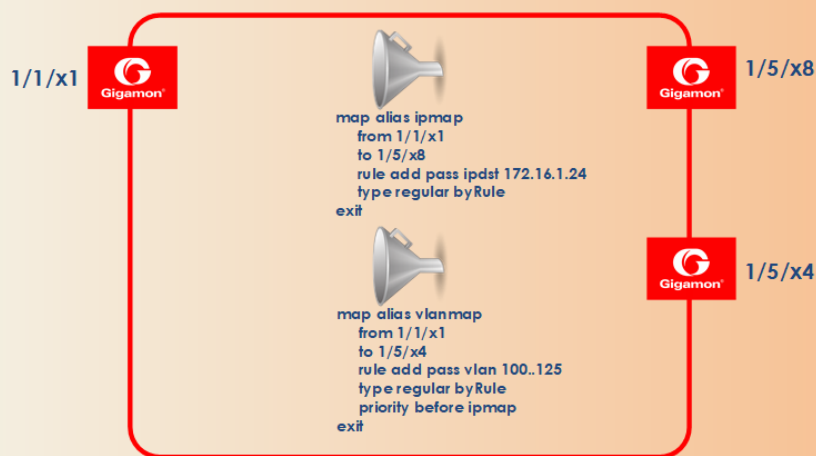 1/1/x1
Gigamon®
map alias ipmap
from 1/1/x1
to 1/5/x8
rule add pass ipdst 172.16.1.24
type regular byRule
exit
Gigamon®
1/5/x8
map alias vlanmap
from 1/1/x1
to 1/5/x4
rule add pass vlan 100..125
type regular byRule
priority before ipmap
exit
Gigamon®
1/5/x4